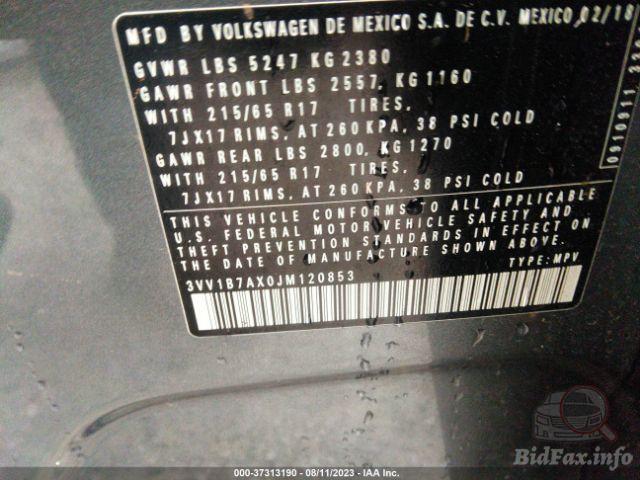 MFD BY VOLKSWAGEN DE MEXICO S.A. DE C.V. MEXICO 02/18
GVWR LBS 5247 KG 2380
GAWR FRONT LBS 2557, KG 1160
WITH 215/65 R17 TIRES,
7JX17 RIMS, AT 260 KPA, 38 PSI COLD
GAWR REAR LBS 2800, KG 1270
WITH 215/65 R17 TIRES,
7JX17 RIMS, AT 260 KPA, 38 PSI COLD
THIS VEHICLE CONFORMS TO ALL APPLICABLE
U.S. FEDERAL MOTOR VEHICLE SAFETY AND
THEFT PREVENTION STANDARDS IN EFFECT ON
THE DATE OF MANUFACTURE SHOWN ABOVE.
3VV1B7AX0JM120853 TYPE: MPV
000-37313190 - 08/11/2023 - IAA Inc.
BidFax.info